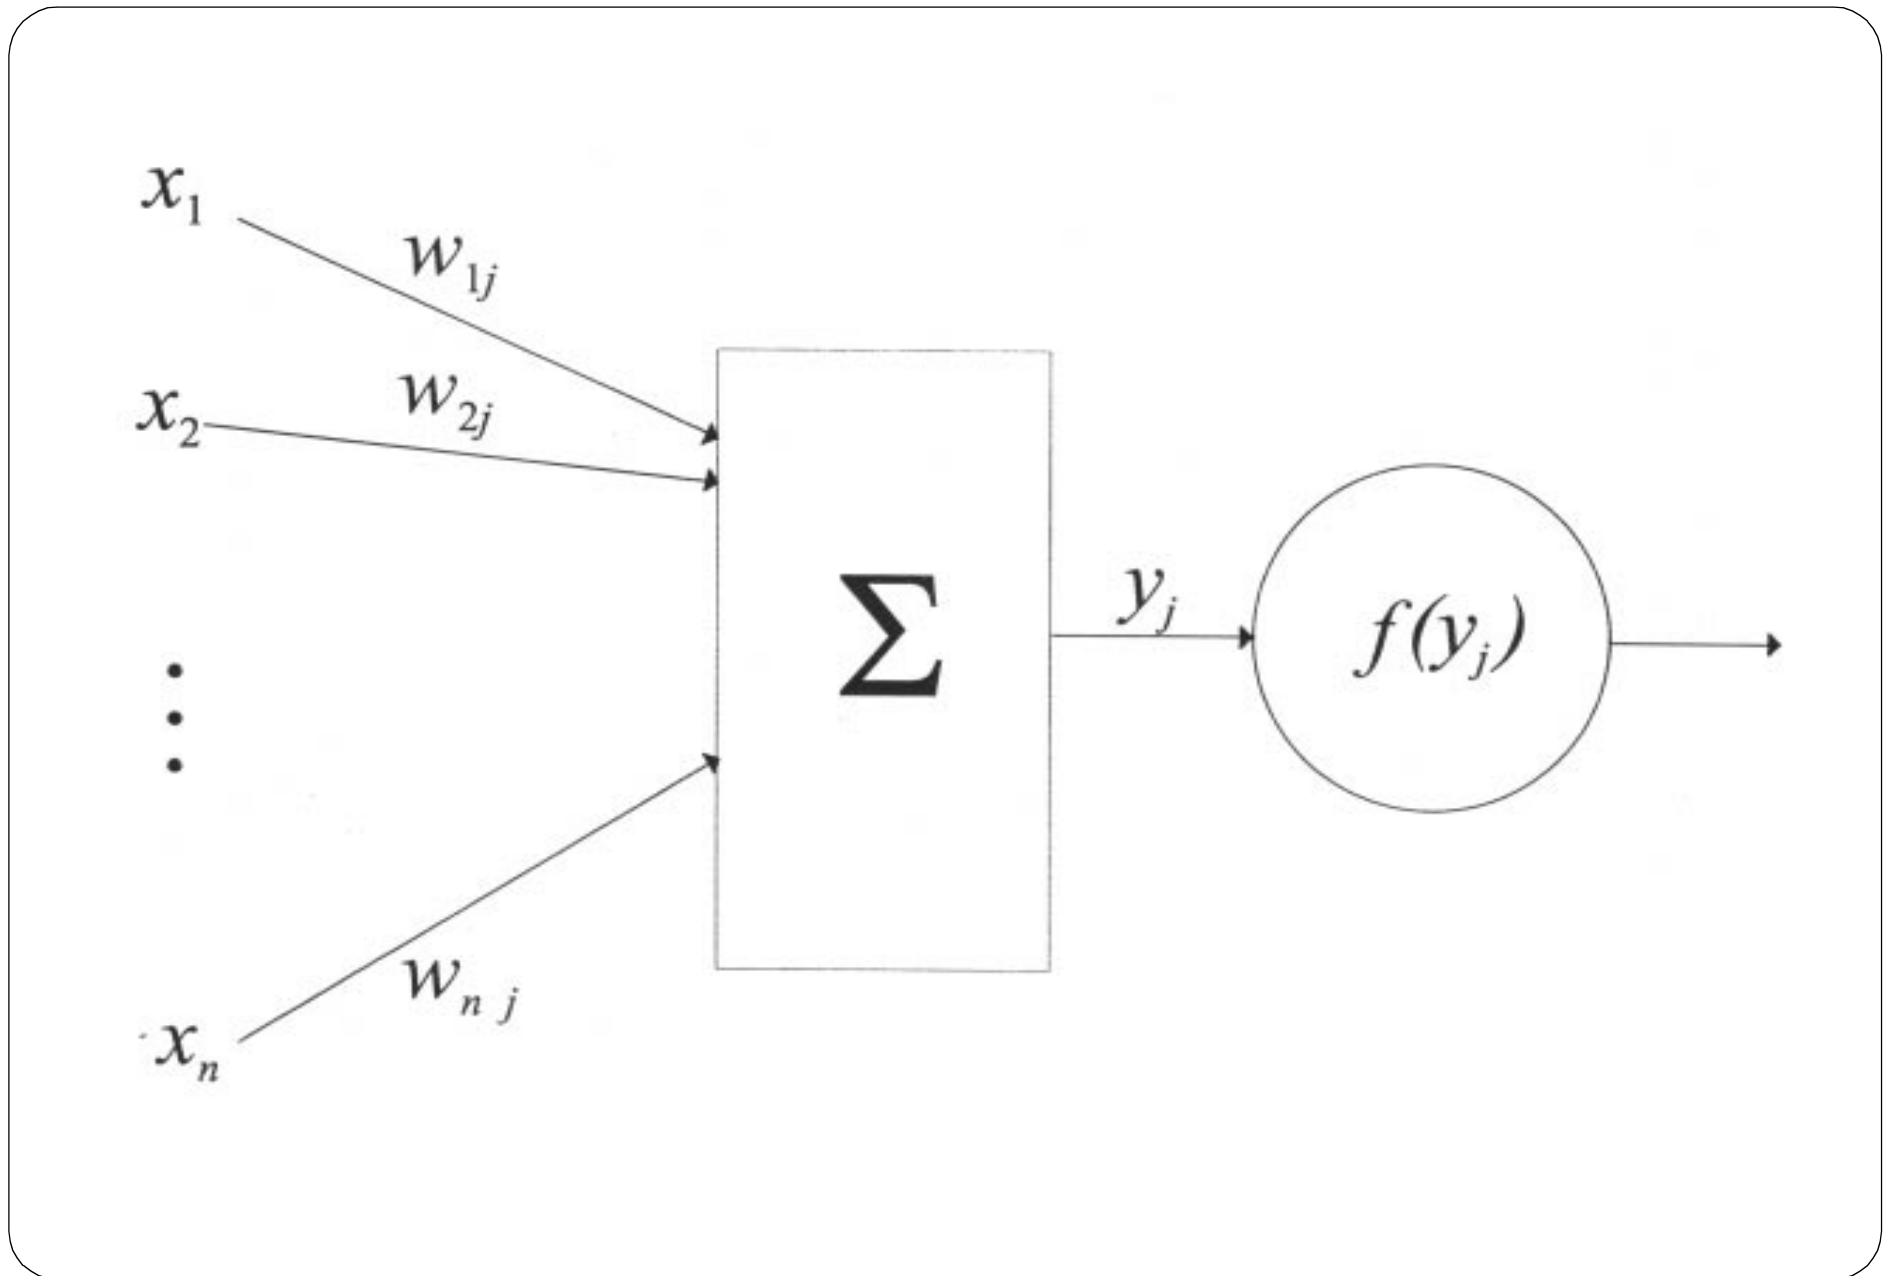 x₁
w₁ⱼ
x₂
w₂ⱼ
Σ
yⱼ
f(yⱼ)
wₙ ⱼ
xₙ